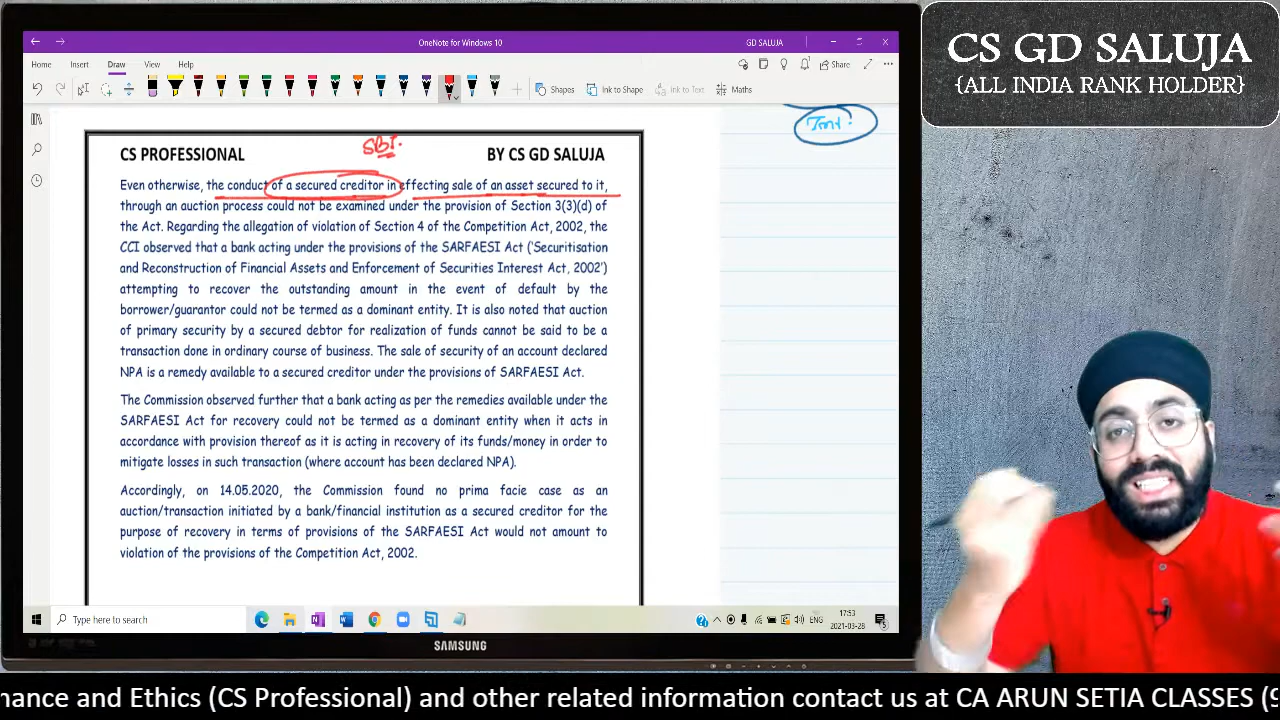 OneNote for Windows 10
GD SALUJA
Home Insert Draw View Help
Share
Shapes Ink to Shape Ink to Text Maths
CS GD SALUJA
{ALL INDIA RANK HOLDER}
SBI.
CS PROFESSIONAL BY CS GD SALUJA
Even otherwise, the conduct of a secured creditor in effecting sale of an asset secured to it,
through an auction process could not be examined under the provision of Section 3(3)(d) of
the Act. Regarding the allegation of violation of Section 4 of the Competition Act, 2002, the
CCI observed that a bank acting under the provisions of the SARFAESI Act (‘Securitisation
and Reconstruction of Financial Assets and Enforcement of Securities Interest Act, 2002’)
attempting to recover the outstanding amount in the event of default by the
borrower/guarantor could not be termed as a dominant entity. It is also noted that auction
of primary security by a secured debtor for realization of funds cannot be said to be a
transaction done in ordinary course of business. The sale of security of an account declared
NPA is a remedy available to a secured creditor under the provisions of SARFAESI Act.
The Commission observed further that a bank acting as per the remedies available under the
SARFAESI Act for recovery could not be termed as a dominant entity when it acts in
accordance with provision thereof as it is acting in recovery of its funds/money in order to
mitigate losses in such transaction (where account has been declared NPA).
Accordingly, on 14.05.2020, the Commission found no prima facie case as an
auction/transaction initiated by a bank/financial institution as a secured creditor for the
purpose of recovery in terms of provisions of the SARFAESI Act would not amount to
violation of the provisions of the Competition Act, 2002.
Type here to search
ENG
17:53
2021-03-28
SAMSUNG
nance and Ethics (CS Professional) and other related information contact us at CA ARUN SETIA CLASSES (9